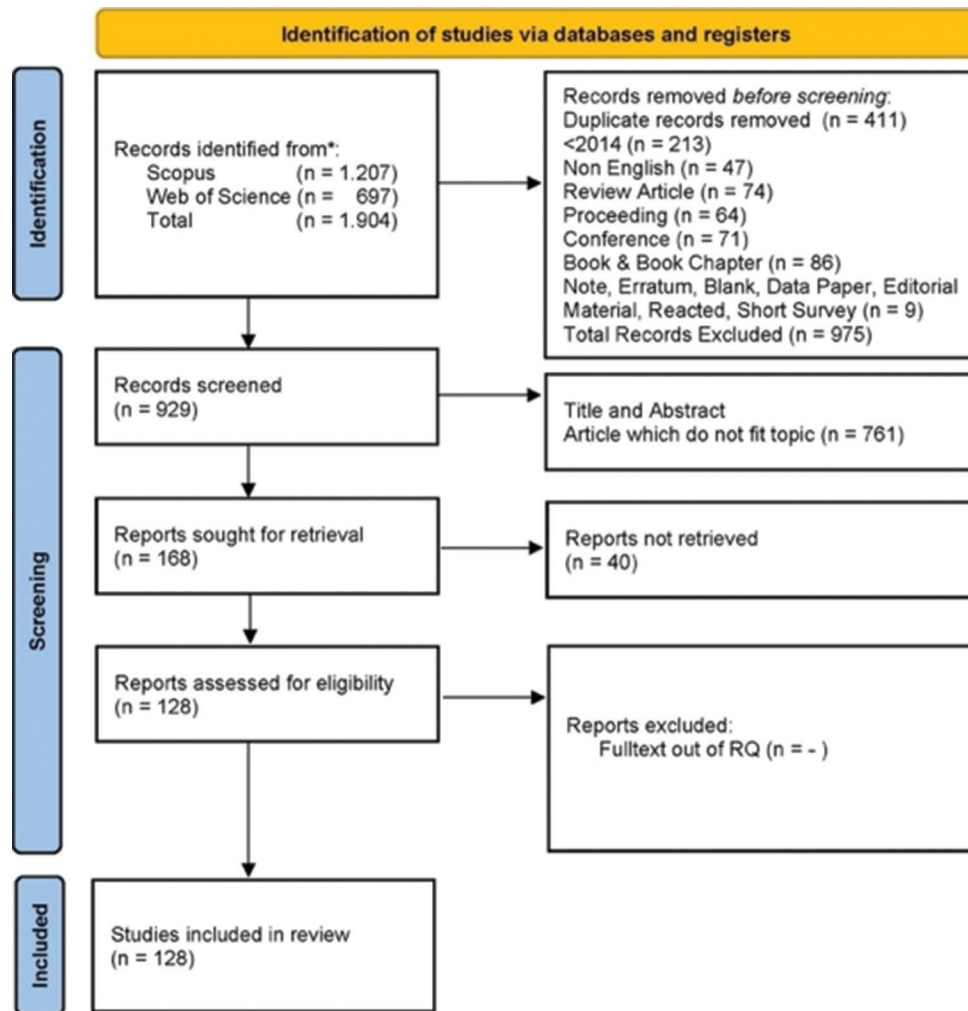 Identification of studies via databases and registers
Identification
Records identified from*:
Scopus (n = 1.207)
Web of Science (n = 697)
Total (n = 1.904)
Records removed before screening:
Duplicate records removed (n = 411)
<2014 (n = 213)
Non English (n = 47)
Review Article (n = 74)
Proceeding (n = 64)
Conference (n = 71)
Book & Book Chapter (n = 86)
Note, Erratum, Blank, Data Paper, Editorial
Material, Reacted, Short Survey (n = 9)
Total Records Excluded (n = 975)
Screening
Records screened
(n = 929)
Title and Abstract
Article which do not fit topic (n = 761)
Reports sought for retrieval
(n = 168)
Reports not retrieved
(n = 40)
Reports assessed for eligibility
(n = 128)
Reports excluded:
Fulltext out of RQ (n = - )
Included
Studies included in review
(n = 128)